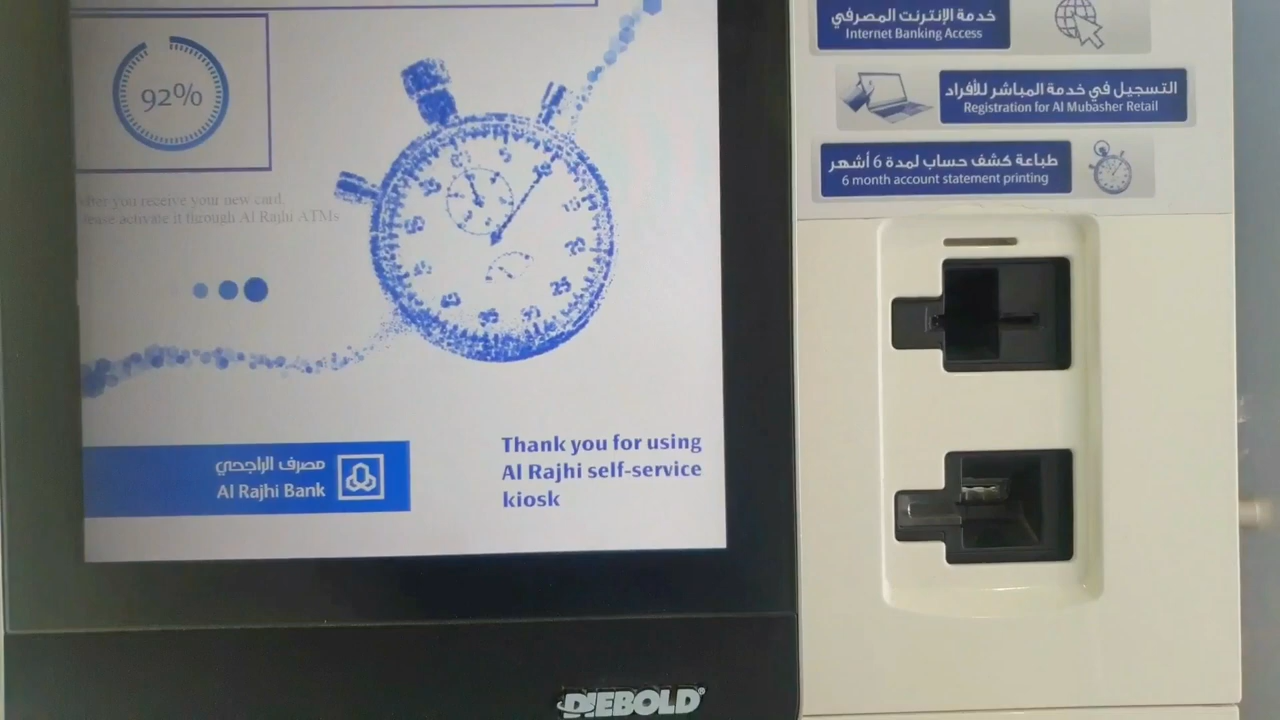 92%
after you receive your new card.
please activate it through Al Rajhi ATMs
مصرف الراجحي
Al Rajhi Bank
Thank you for using
Al Rajhi self-service
kiosk
DIEBOLD
خدمة الإنترنت المصرفي
Internet Banking Access
التسجيل في خدمة المباشر للأفراد
Registration for Al Mubasher Retail
طباعة كشف حساب لمدة 6 أشهر
6 month account statement printing